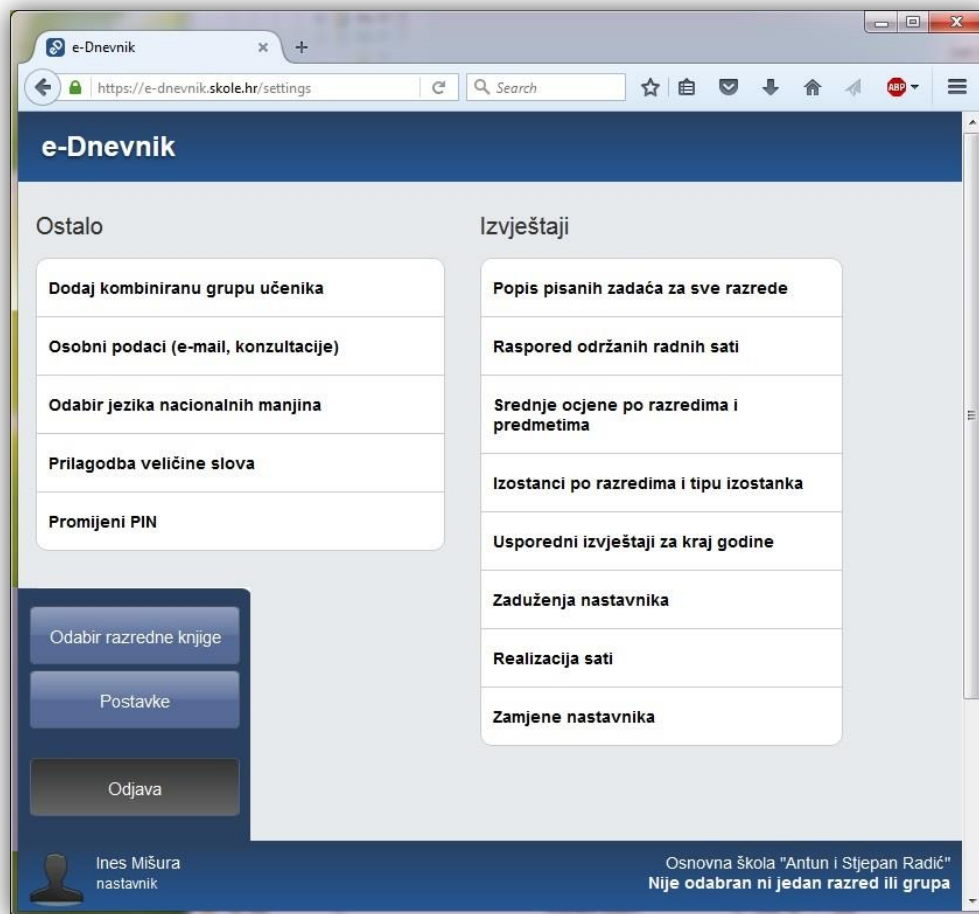 e-Dnevnik
https://e-dnevnik.skole.hr/settings
Search
ABP
e-Dnevnik
Ostalo
Dodaj kombiniranu grupu učenika
Osobni podaci (e-mail, konzultacije)
Odabir jezika nacionalnih manjina
Prilagodba veličine slova
Promijeni PIN
Izvještaji
Popis pisanih zadaća za sve razrede
Raspored održanih radnih sati
Srednje ocjene po razredima i
predmetima
Izostanci po razredima i tipu izostanka
Usporedni izvještaji za kraj godine
Zaduženja nastavnika
Realizacija sati
Zamjene nastavnika
Odabir razredne knjige
Postavke
Odjava
Ines Mišura
nastavnik
Osnovna škola "Antun i Stjepan Radić"
Nije odabran ni jedan razred ili grupa